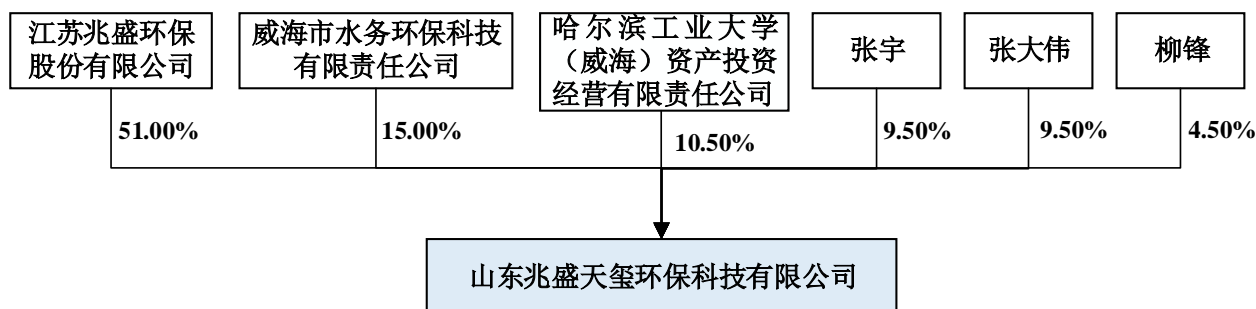 江苏兆盛环保
股份有限公司
威海市水务环保科技
有限责任公司
哈尔滨工业大学
（威海）资产投资
经营有限责任公司
张宇
张大伟
柳锋
51.00%
15.00%
10.50%
9.50%
9.50%
4.50%
山东兆盛天玺环保科技有限公司